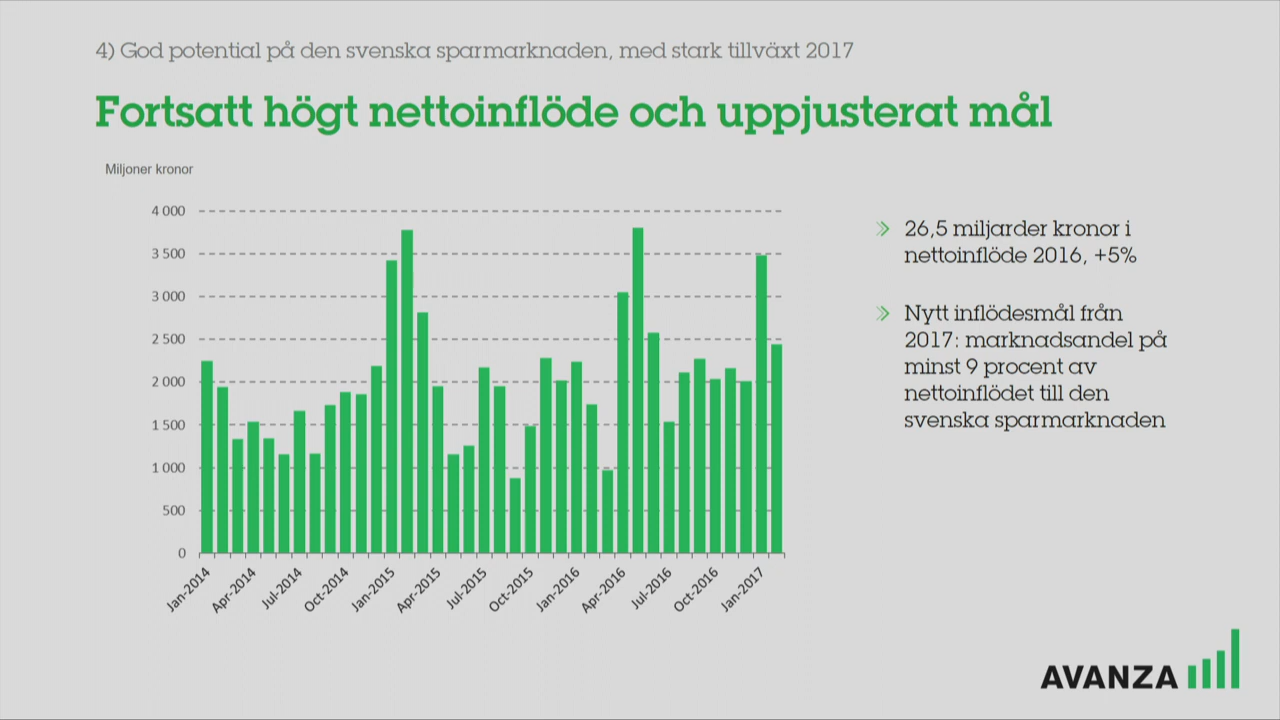 4) God potential på den svenska sparmarknaden, med stark tillväxt 2017
Fortsatt högt nettoinflöde och uppjusterat mål
Miljoner kronor
4 000
3 500
3 000
2 500
2 000
1 500
1 000
500
0
Jan-2014
Apr-2014
Jul-2014
Oct-2014
Jan-2015
Apr-2015
Jul-2015
Oct-2015
Jan-2016
Apr-2016
Jul-2016
Oct-2016
Jan-2017
26,5 miljarder kronor i
nettoinflöde 2016, +5%
Nytt inflödesmål från
2017: marknadsandel på
minst 9 procent av
nettoinflödet till den
svenska sparmarknaden
AVANZA